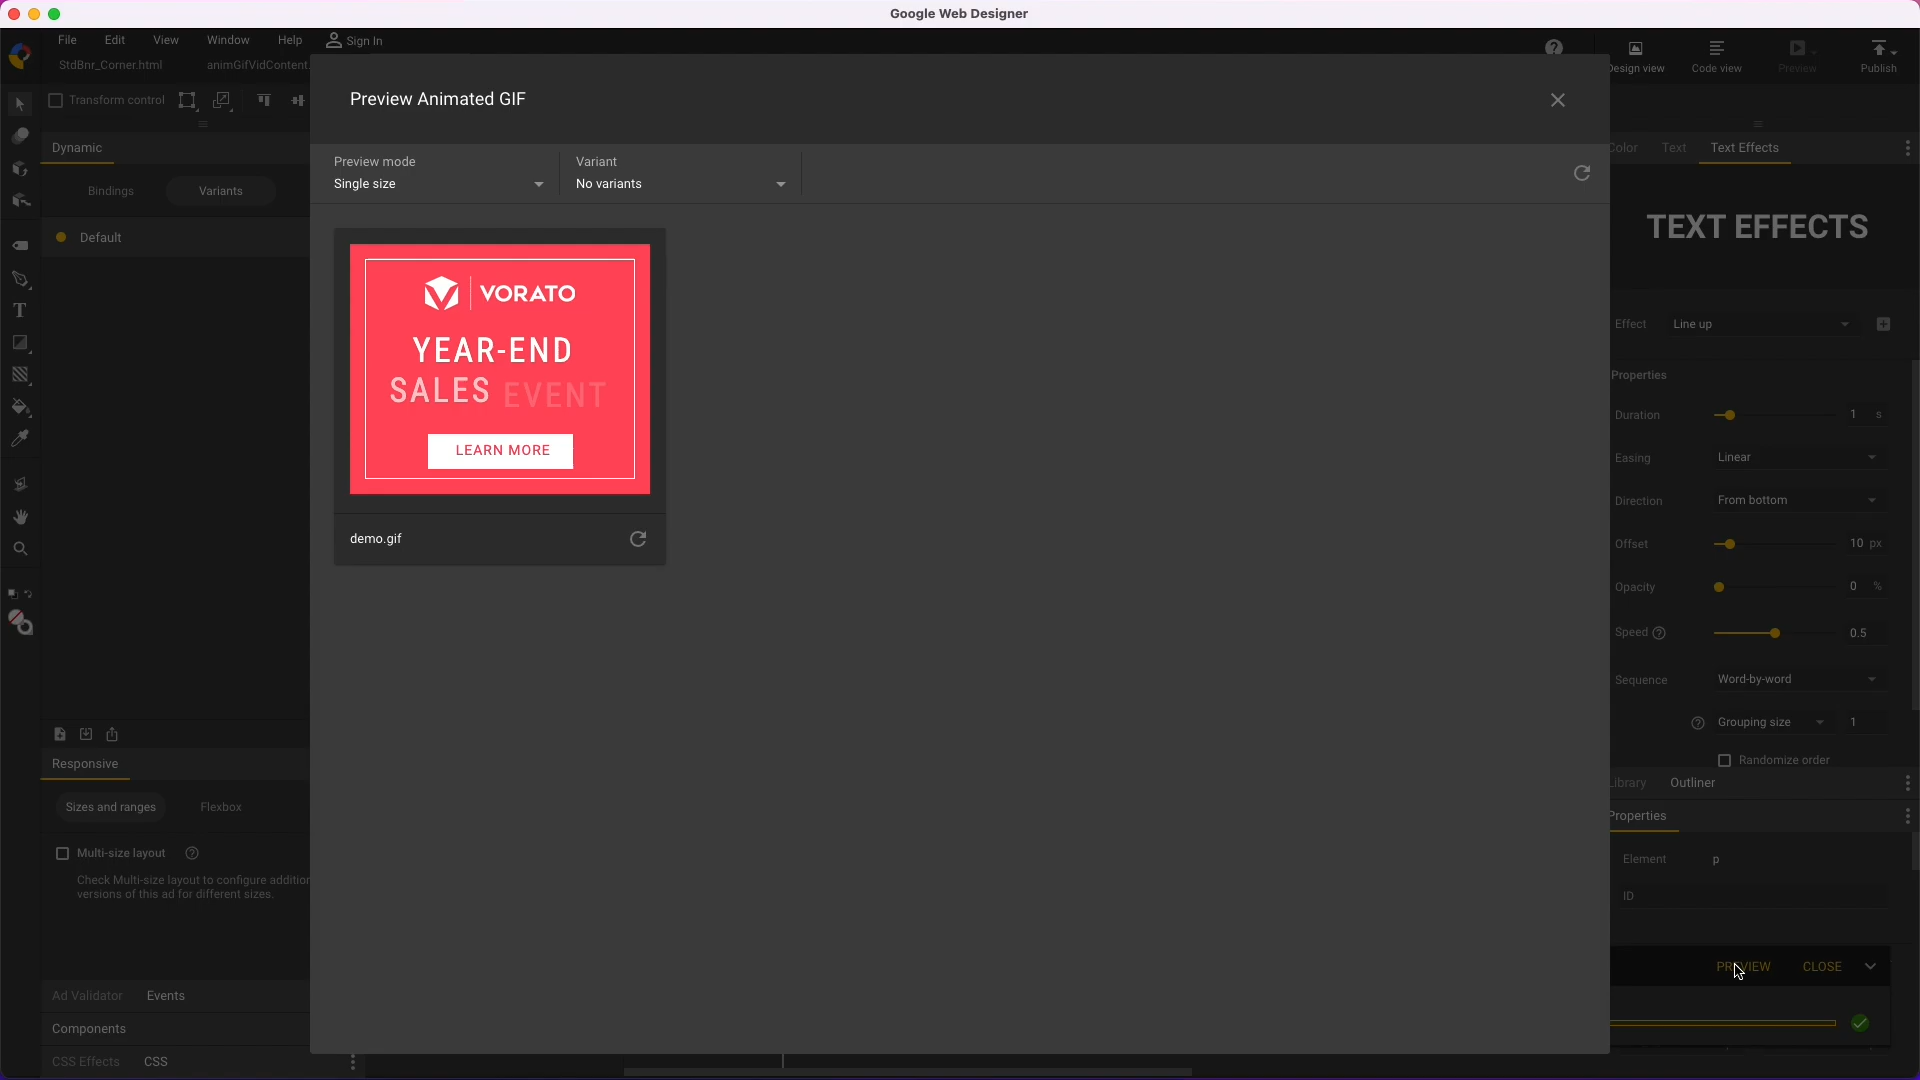 Google Web Designer
File Edit View Window Help Sign In
StdBnr_Corner.html animGifVidContent.
Design view Code view Preview Publish
Transform control
Preview Animated GIF
Dynamic
Color Text Text Effects
Preview mode Variant
Single size No variants
Bindings Variants
Default
TEXT EFFECTS
VORATO
YEAR-END
SALES EVENT
LEARN MORE
demo.gif
Effect Line up
Properties
Duration 1 s
Easing Linear
Direction From bottom
Offset 10 px
Opacity 0 %
Speed 0.5
Sequence Word-by-word
Grouping size 1
Randomize order
Library Outliner
Properties
Element p
ID
PREVIEW CLOSE
Responsive
Sizes and ranges Flexbox
Multi-size layout
Check Multi-size layout to configure addition
versions of this ad for different sizes.
Ad Validator Events
Components
CSS Effects CSS